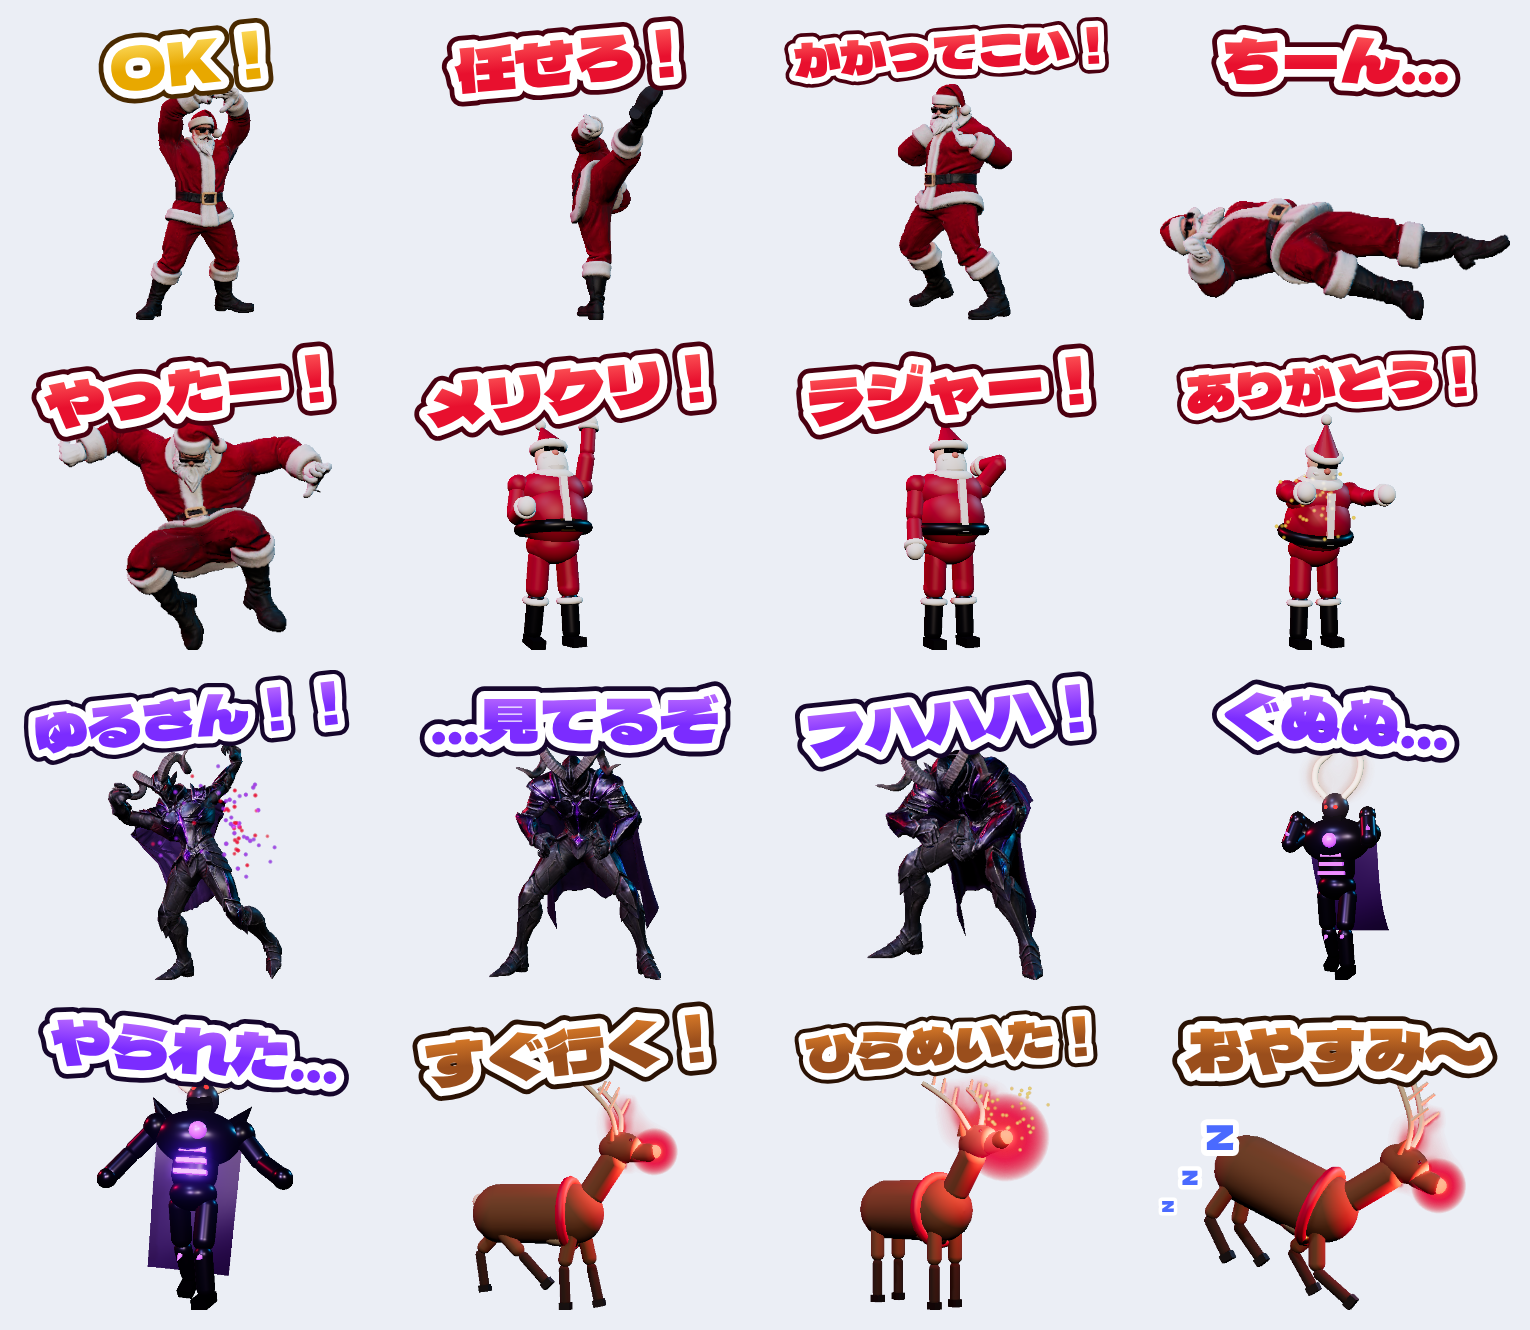 OK！
任せろ！
かかってこい！
ちーん…
やったー！
メリクリ！
ラジャー！
ありがとう！
ゆるさん！！
…見てるぞ
フハハハ！
ぐぬぬ…
やられた…
すぐ行く！
ひらめいた！
おやすみ～
Z
Z
Z